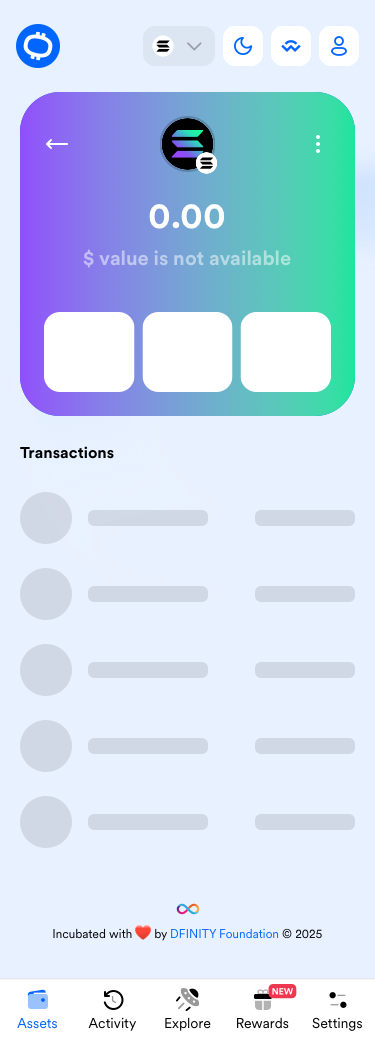 0.00
$ value is not available
Transactions
Incubated with ❤️ by DFINITY Foundation © 2025
NEW
Assets
Activity
Explore
Rewards
Settings